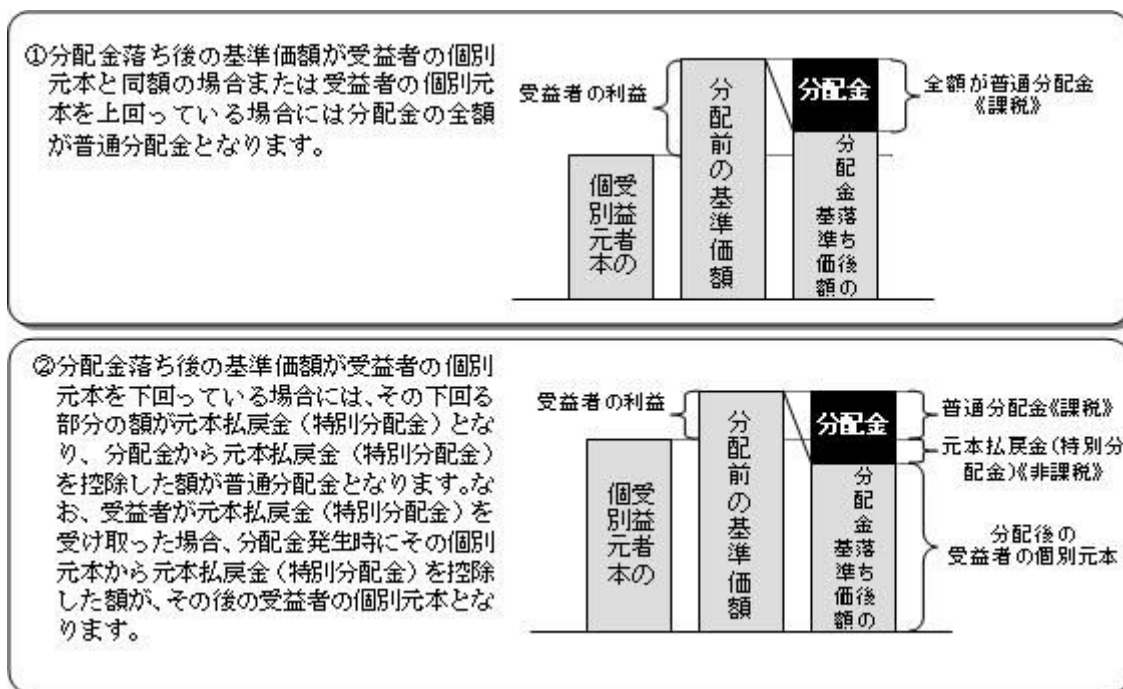 ①分配金落ち後の基準価額が受益者の個別
元本と同額の場合または受益者の個別元
本を上回っている場合には分配金の全額
が普通分配金となります。
受益者の利益
受益者の
個別元本
分配前の基準価額
分配金
分配金落ち後の
基準価額
全額が普通分配金
《課税》
②分配金落ち後の基準価額が受益者の個別
元本を下回っている場合には、その下回る
部分の額が元本払戻金（特別分配金）とな
り、分配金から元本払戻金（特別分配金）
を控除した額が普通分配金となります。な
お、受益者が元本払戻金（特別分配金）を
受け取った場合、分配金発生時にその個別
元本から元本払戻金（特別分配金）を控除
した額が、その後の受益者の個別元本とな
ります。
受益者の利益
受益者の
個別元本
分配前の基準価額
分配金
分配金落ち後の
基準価額
普通分配金《課税》
元本払戻金(特別分
配金)《非課税》
分配後の
受益者の個別元本